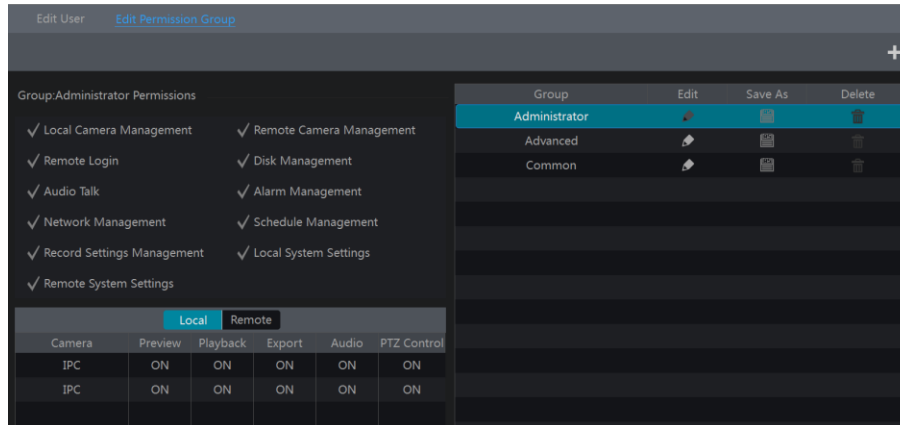 Edit User Edit Permission Group
Group:Administrator Permissions
Local Camera Management Remote Camera Management
Remote Login Disk Management
Audio Talk Alarm Management
Network Management Schedule Management
Record Settings Management Local System Settings
Remote System Settings
Local Remote
Camera Preview Playback Export Audio PTZ Control
IPC ON ON ON ON ON
IPC ON ON ON ON ON
Group Edit Save As Delete
Administrator
Advanced
Common